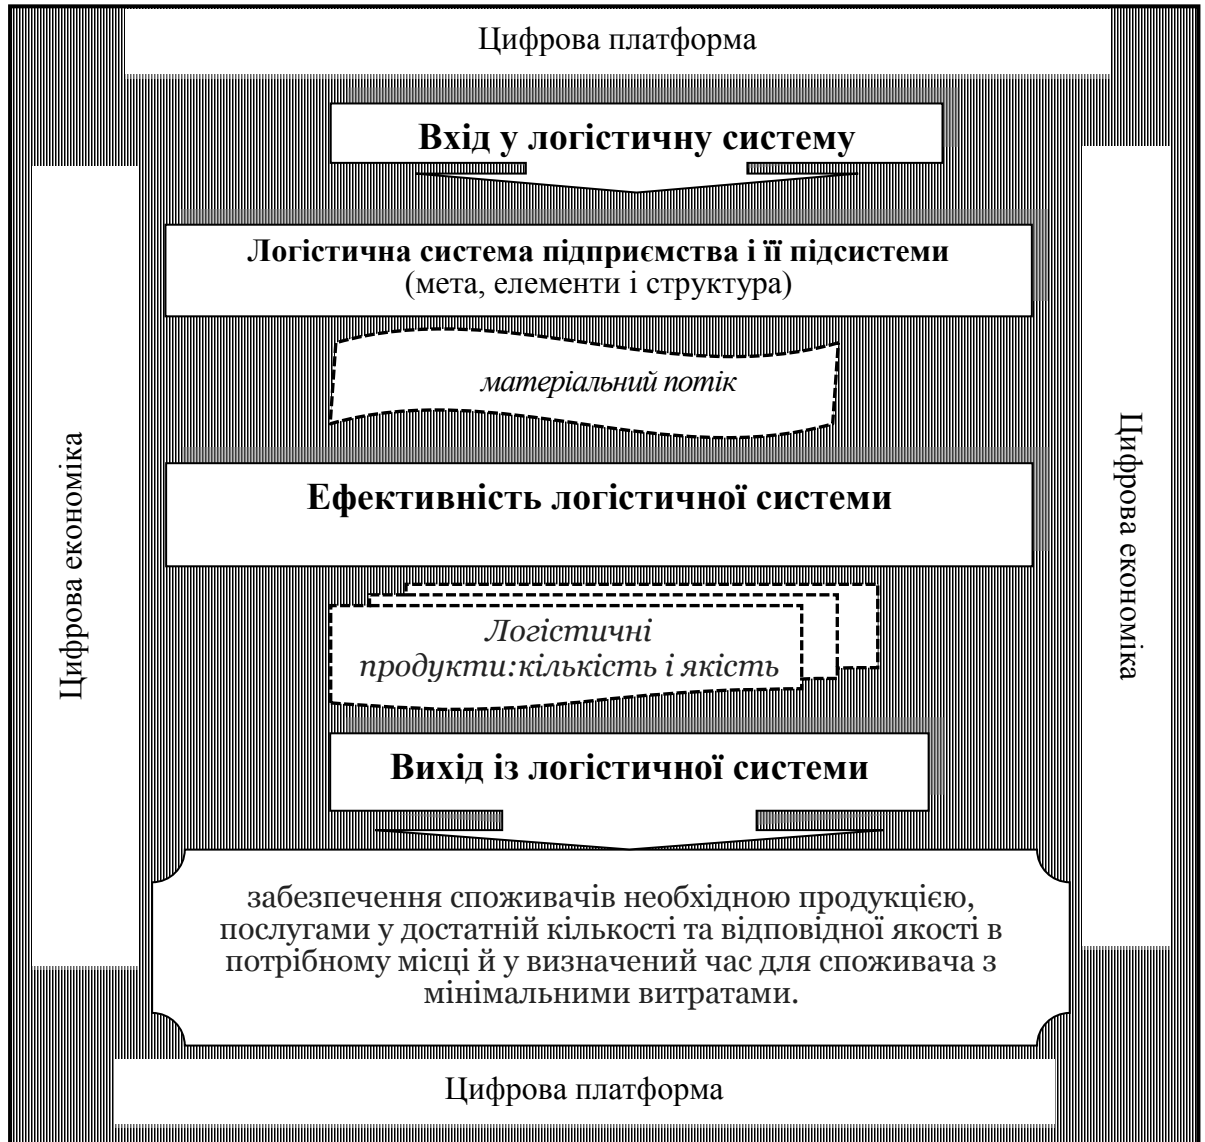 Цифрова платформа
Вхід у логістичну систему
Логістична система підприємства і її підсистеми
(мета, елементи і структура)
матеріальний потік
Цифрова економіка
Цифрова економіка
Ефективність логістичної системи
Логістичні
продукти:кількість і якість
Вихід із логістичної системи
забезпечення споживачів необхідною продукцією,
послугами у достатній кількості та відповідної якості в
потрібному місці й у визначений час для споживача з
мінімальними витратами.
Цифрова платформа